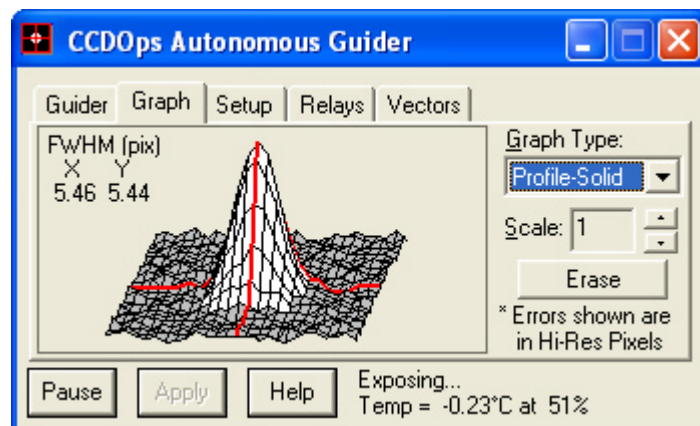 CCDOps Autonomous Guider
Guider Graph Setup Relays Vectors
FWHM (pix)
X Y
5.46 5.44
Graph Type:
Profile-Solid
Scale: 1
Erase
* Errors shown are
in Hi-Res Pixels
Pause Apply Help
Exposing...
Temp = -0.23°C at 51%